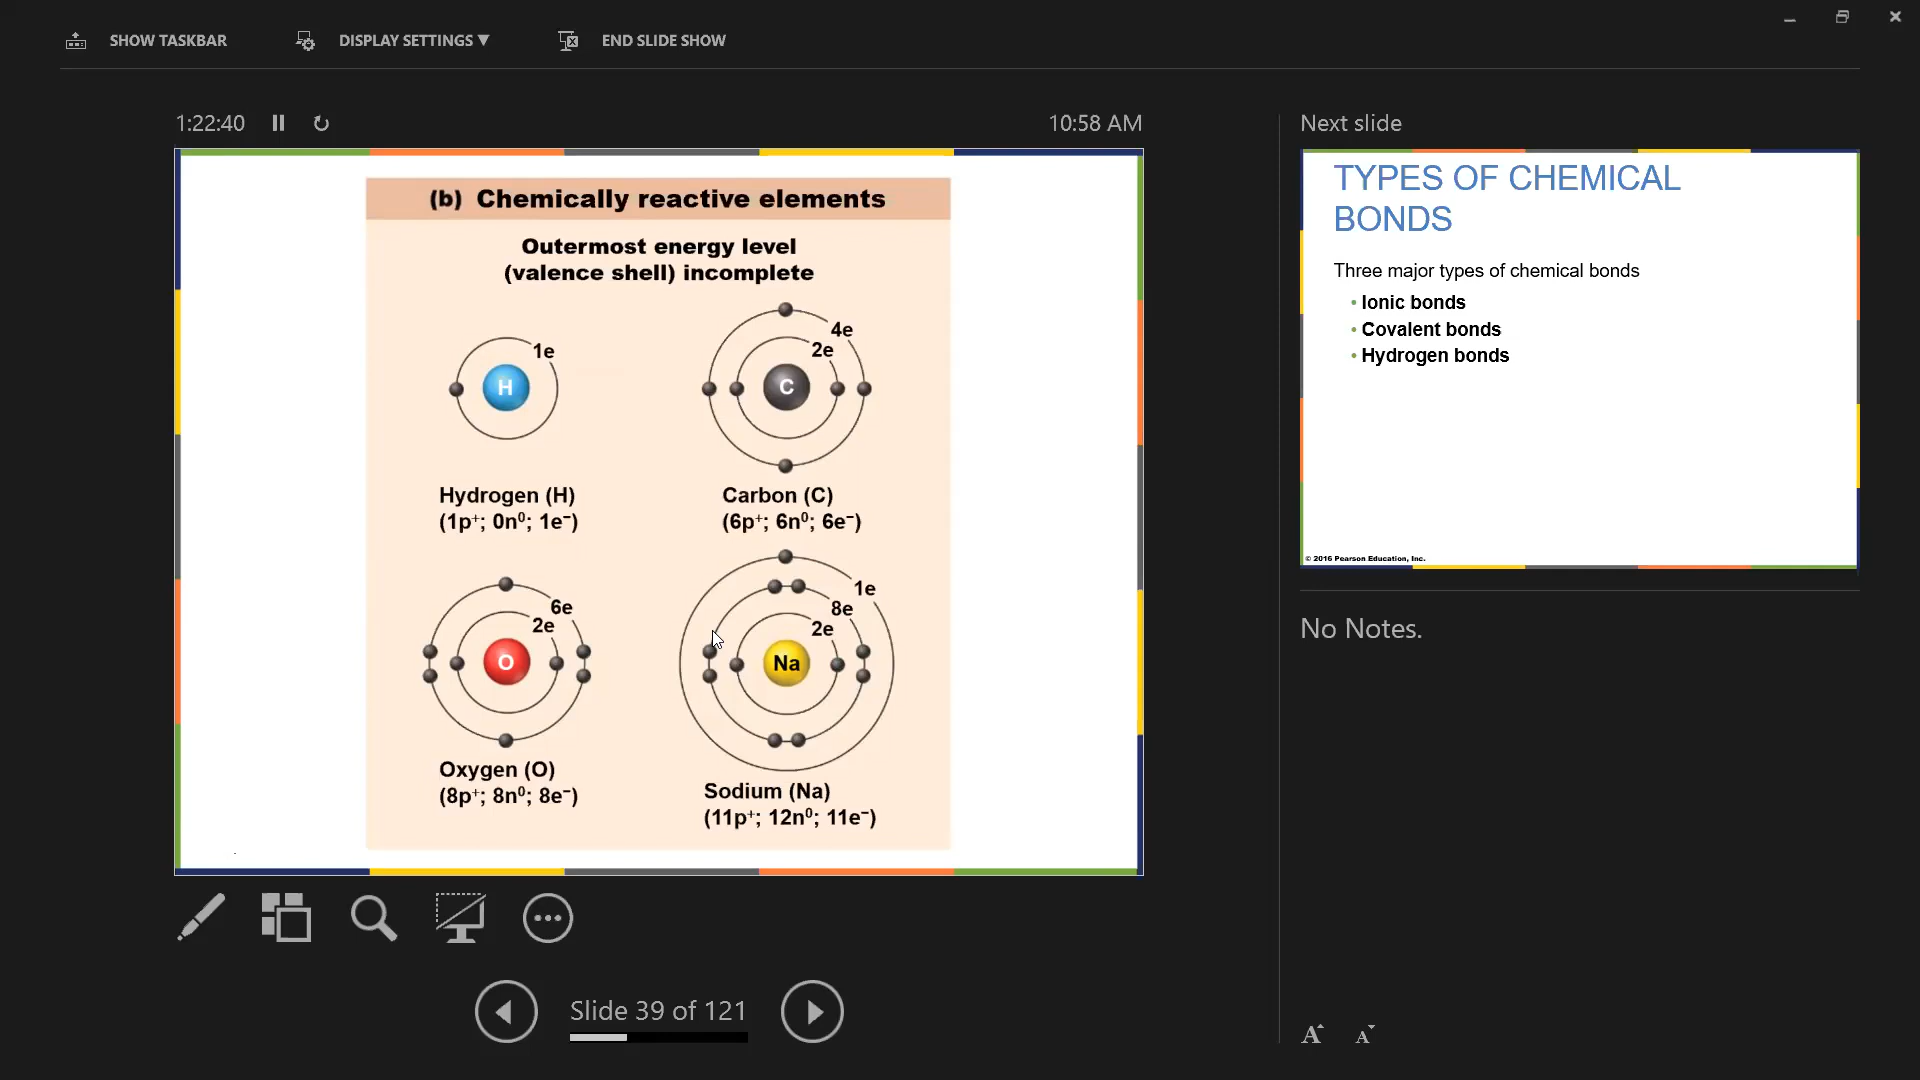 SHOW TASKBAR
DISPLAY SETTINGS ▼
END SLIDE SHOW
1:22:40
10:58 AM
(b) Chemically reactive elements
Outermost energy level
(valence shell) incomplete
1e
H
Hydrogen (H)
(1p⁺; 0n⁰; 1e⁻)
4e
2e
C
Carbon (C)
(6p⁺; 6n⁰; 6e⁻)
6e
2e
O
Oxygen (O)
(8p⁺; 8n⁰; 8e⁻)
1e
8e
2e
Na
Sodium (Na)
(11p⁺; 12n⁰; 11e⁻)
Slide 39 of 121
Next slide
TYPES OF CHEMICAL
BONDS
Three major types of chemical bonds
• Ionic bonds
• Covalent bonds
• Hydrogen bonds
© 2016 Pearson Education, Inc.
No Notes.
A A